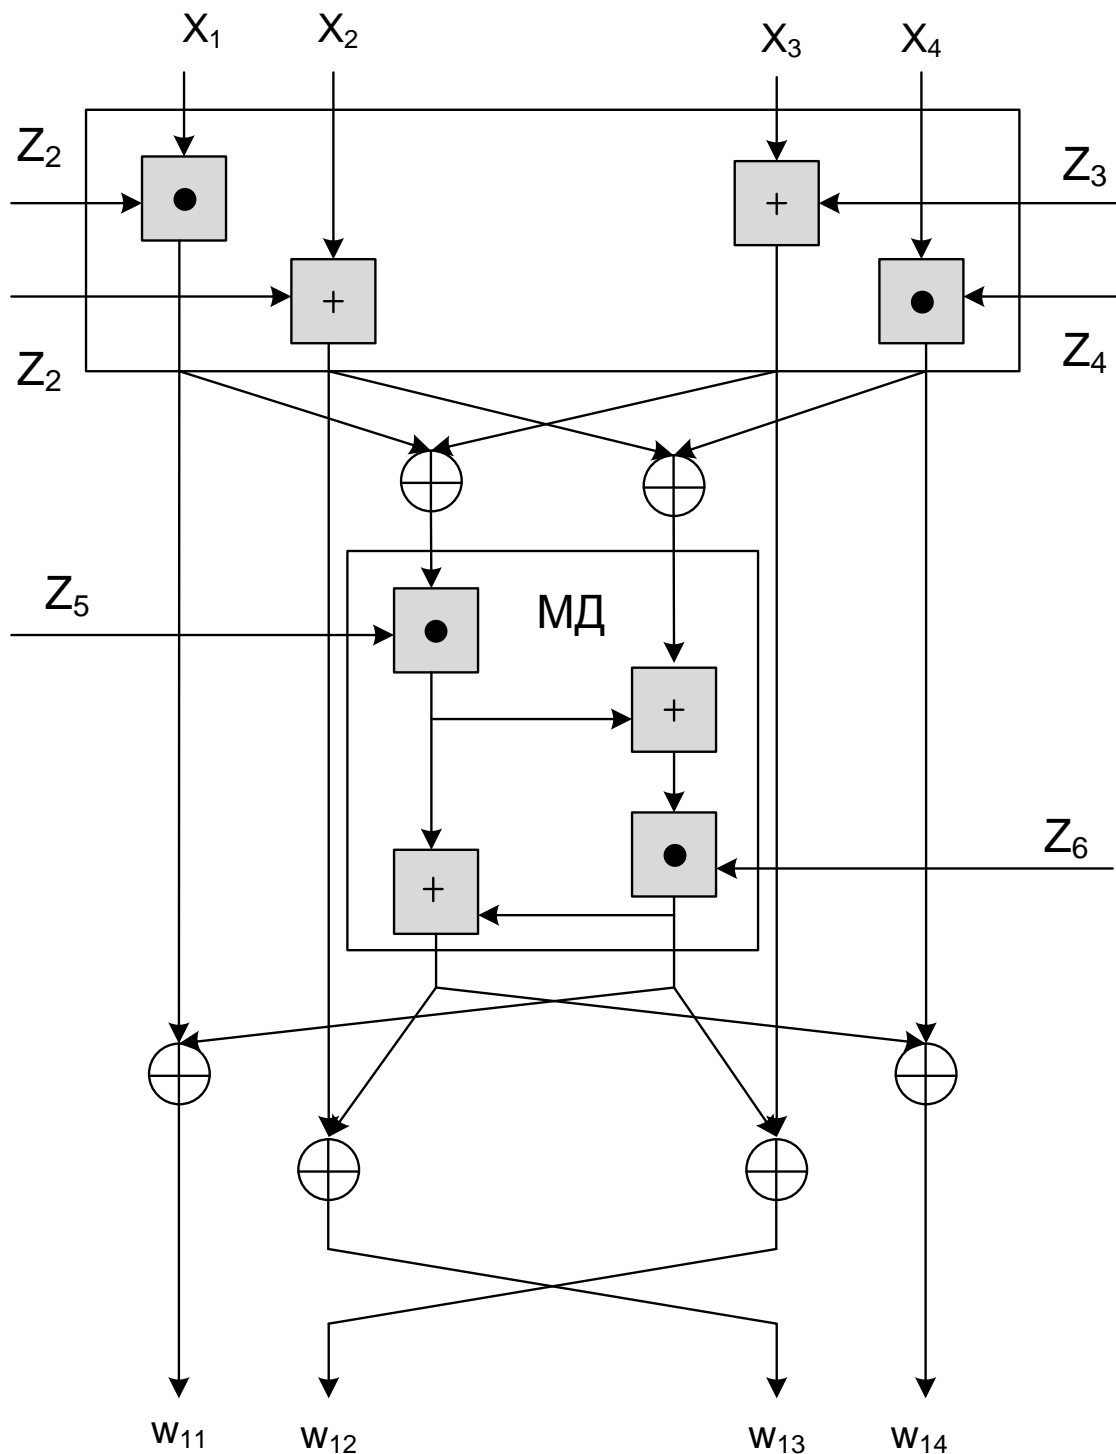 X₁ X₂ X₃ X₄
Z₂ Z₃
+
+
Z₂ Z₄
Z₅ МД
+
Z₆
+
w₁₁ w₁₂ w₁₃ w₁₄